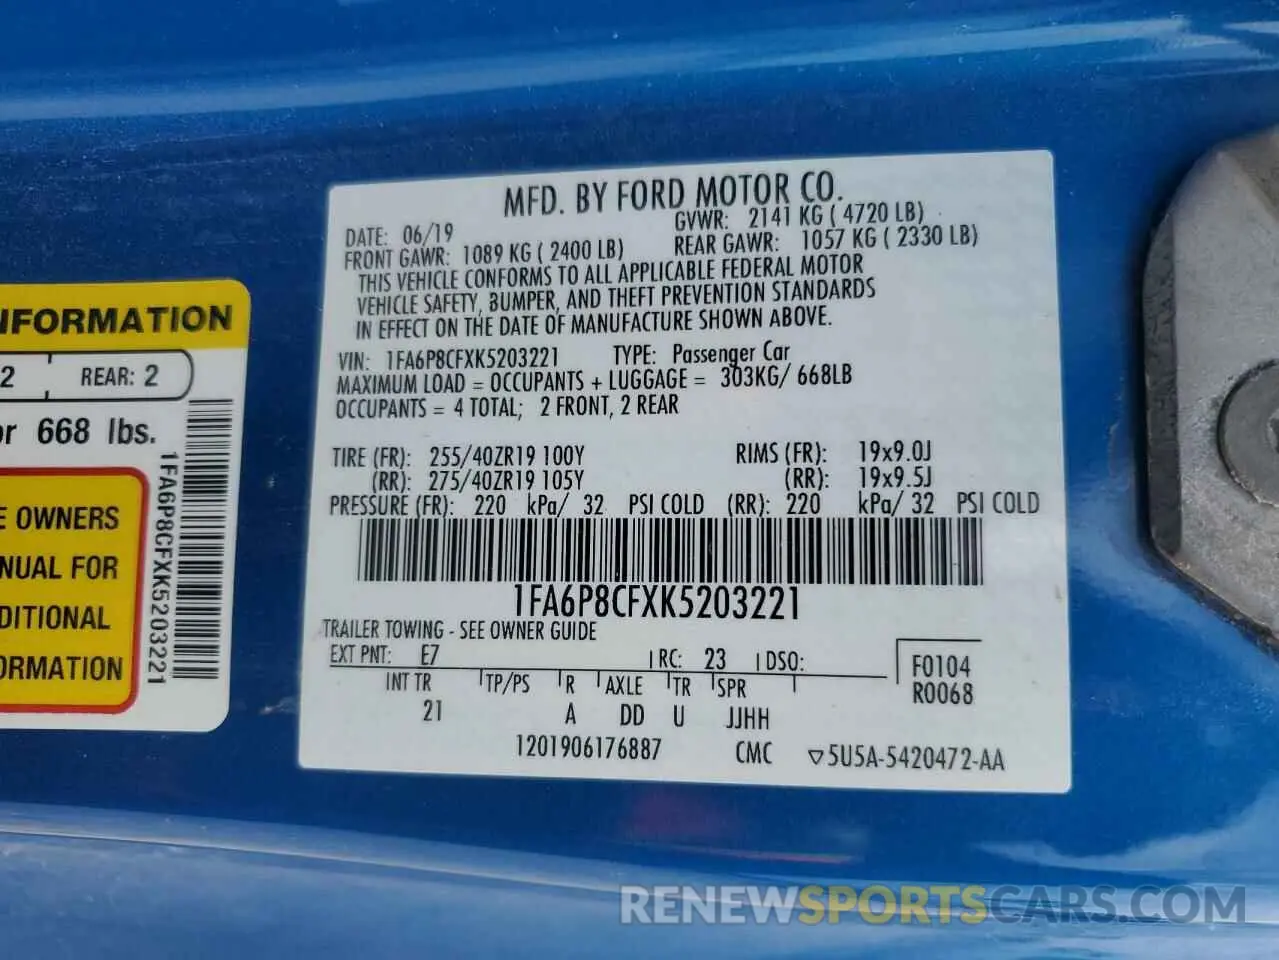 MFD. BY FORD MOTOR CO.
DATE: 06/19 GVWR: 2141 KG ( 4720 LB)
FRONT GAWR: 1089 KG ( 2400 LB) REAR GAWR: 1057 KG ( 2330 LB)
THIS VEHICLE CONFORMS TO ALL APPLICABLE FEDERAL MOTOR
VEHICLE SAFETY, BUMPER, AND THEFT PREVENTION STANDARDS
IN EFFECT ON THE DATE OF MANUFACTURE SHOWN ABOVE.
VIN: 1FA6P8CFXK5203221 TYPE: Passenger Car
MAXIMUM LOAD = OCCUPANTS + LUGGAGE = 303KG/ 668LB
OCCUPANTS = 4 TOTAL; 2 FRONT, 2 REAR
TIRE (FR): 255/40ZR19 100Y RIMS (FR): 19x9.0J
(RR): 275/40ZR19 105Y (RR): 19x9.5J
PRESSURE (FR): 220 kPa/ 32 PSI COLD (RR): 220 kPa/ 32 PSI COLD
1FA6P8CFXK5203221
TRAILER TOWING - SEE OWNER GUIDE
EXT PNT: E7 RC: 23 DSO: F0104
INT TR TP/PS R AXLE TR SPR R0068
21 A DD U JJHH
1201906176887 CMC ▽5U5A-5420472-AA
NFORMATION
2 REAR: 2
or 668 lbs.
E OWNERS
NUAL FOR
DITIONAL
ORMATION
1FA6P8CFXK5203221
RENEWSPORTSCARS.COM